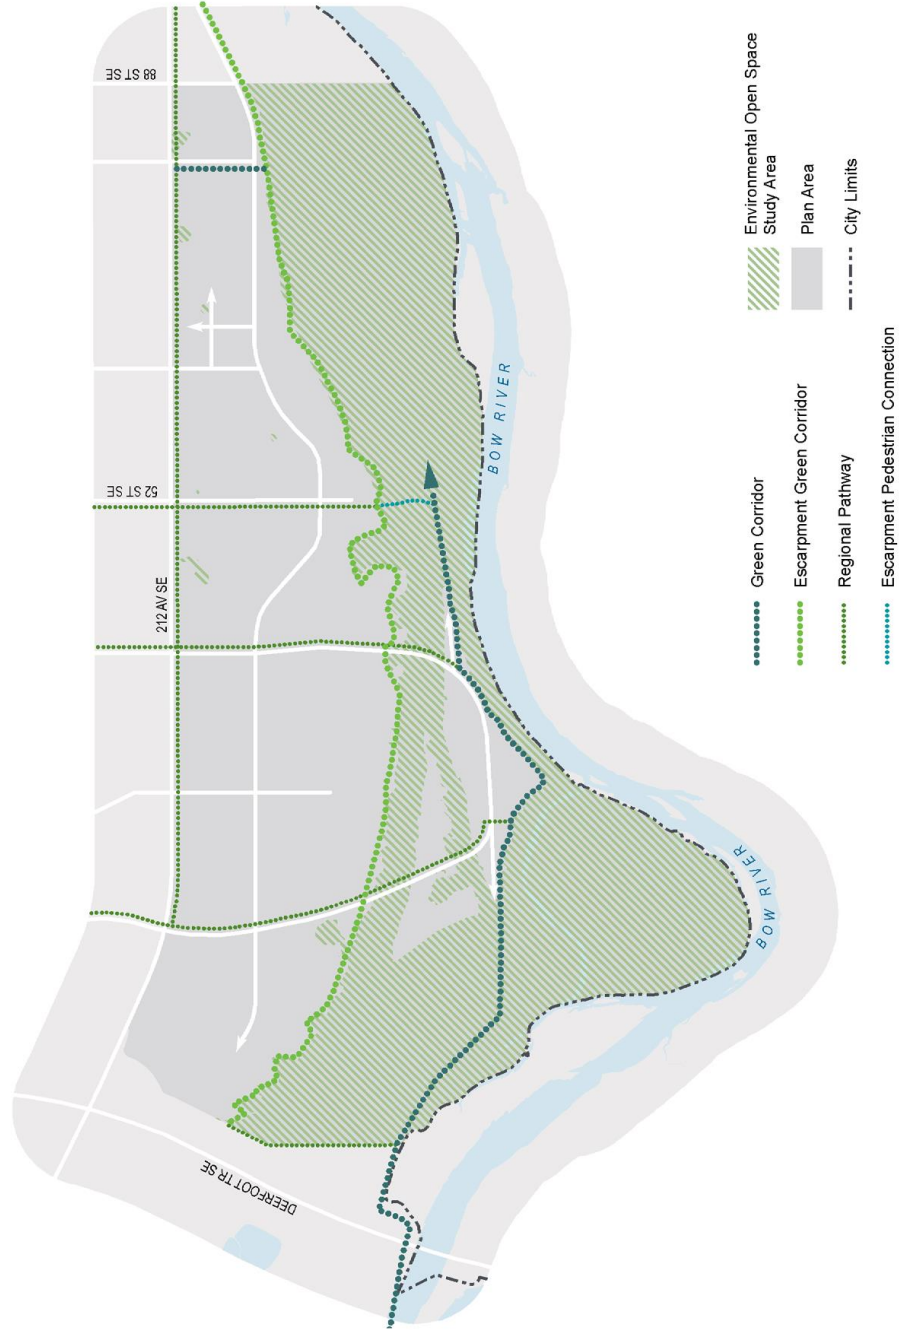 88 ST SE
52 ST SE
212 AV SE
DEERFOOT TR SE
BOW RIVER
BOW RIVER
Green Corridor
Escarpment Green Corridor
Regional Pathway
Escarpment Pedestrian Connection
Environmental Open Space
Study Area
Plan Area
City Limits